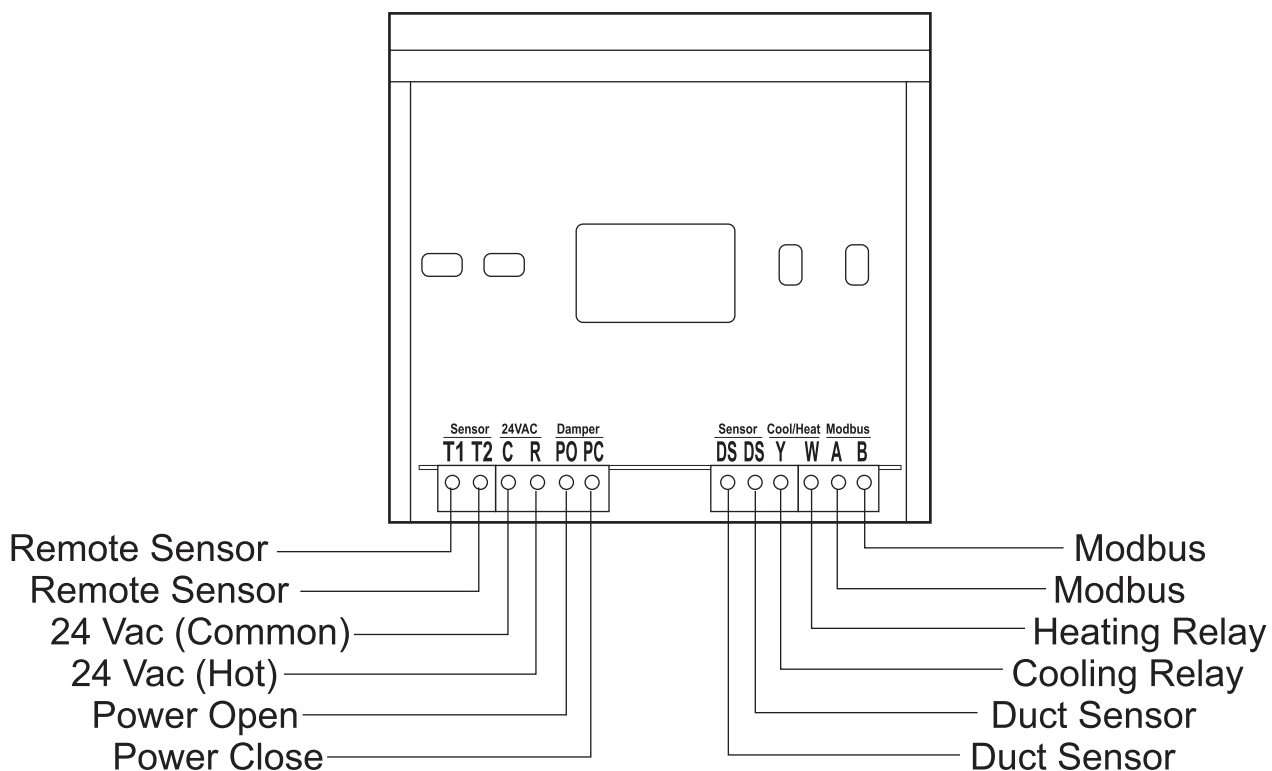 Sensor 24VAC Damper Sensor Cool/Heat Modbus
T1 T2 C R PO PC DS DS Y W A B
Remote Sensor Modbus
Remote Sensor Modbus
24 Vac (Common) Heating Relay
24 Vac (Hot) Cooling Relay
Power Open Duct Sensor
Power Close Duct Sensor